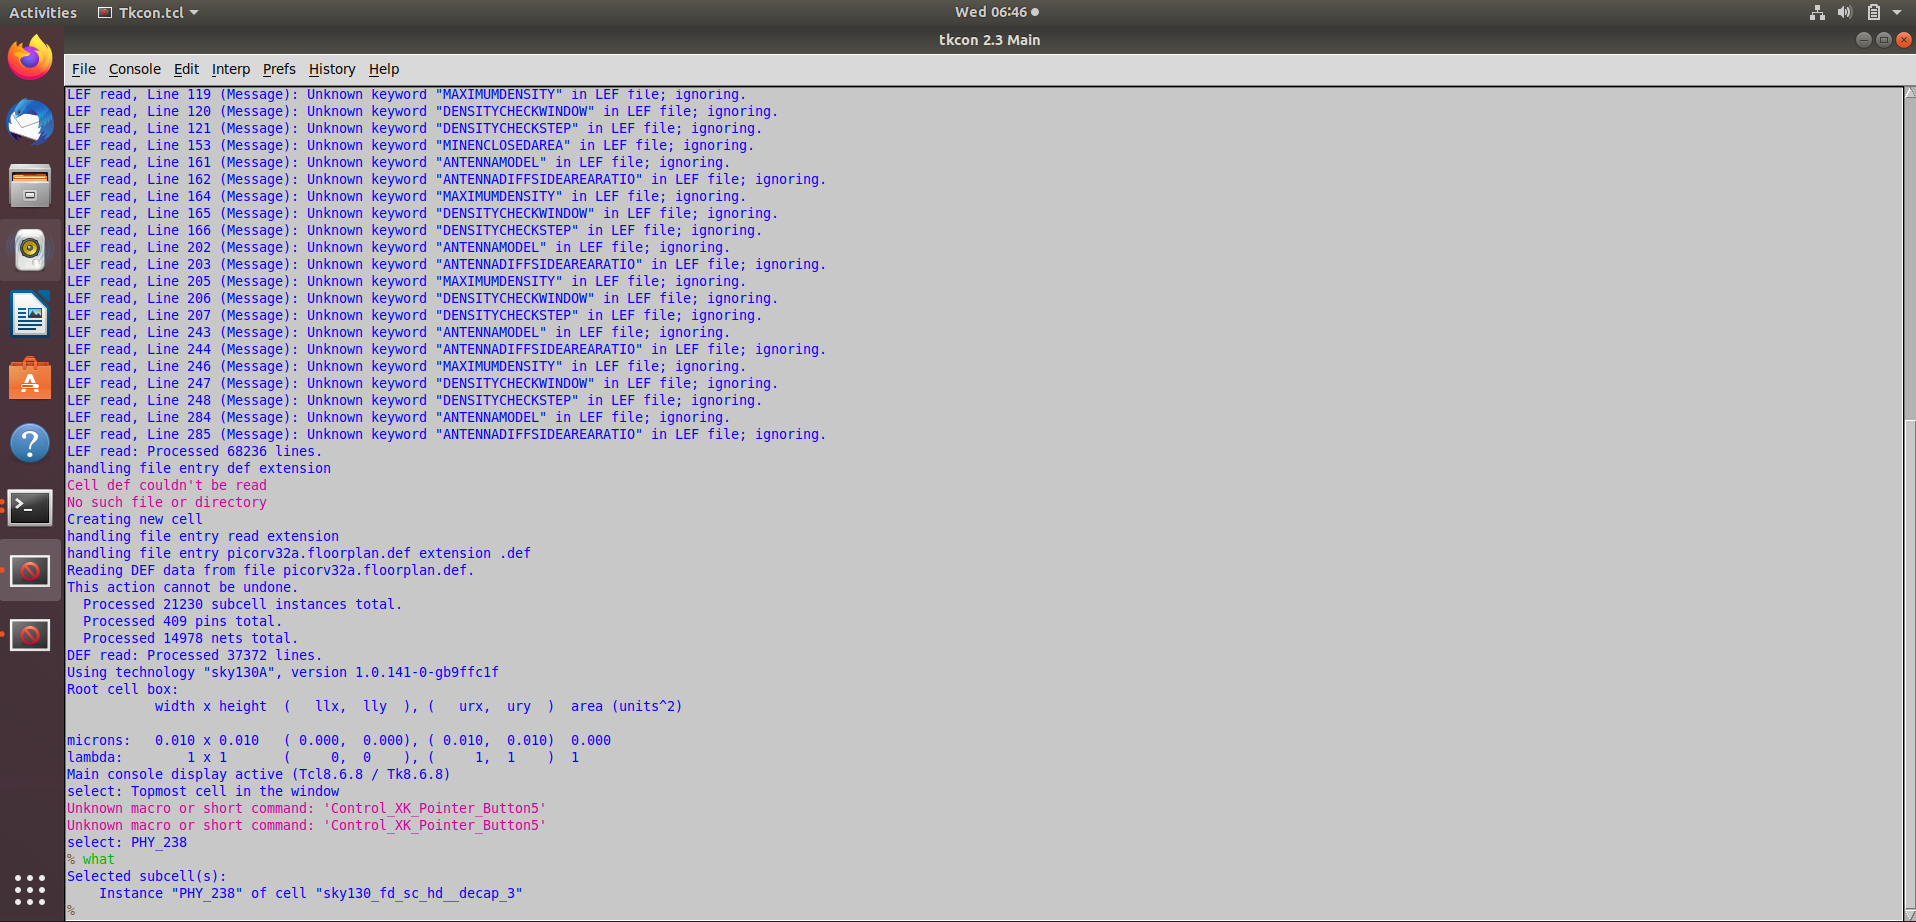 Activities
Tkcon.tcl
Wed 06:46
tkcon 2.3 Main
File Console Edit Interp Prefs History Help
LEF read, Line 119 (Message): Unknown keyword "MAXIMUMDENSITY" in LEF file; ignoring.
LEF read, Line 120 (Message): Unknown keyword "DENSITYCHECKWINDOW" in LEF file; ignoring.
LEF read, Line 121 (Message): Unknown keyword "DENSITYCHECKSTEP" in LEF file; ignoring.
LEF read, Line 153 (Message): Unknown keyword "MINENCLOSEDAREA" in LEF file; ignoring.
LEF read, Line 161 (Message): Unknown keyword "ANTENNAMODEL" in LEF file; ignoring.
LEF read, Line 162 (Message): Unknown keyword "ANTENNADIFFSIDEAREARATIO" in LEF file; ignoring.
LEF read, Line 164 (Message): Unknown keyword "MAXIMUMDENSITY" in LEF file; ignoring.
LEF read, Line 165 (Message): Unknown keyword "DENSITYCHECKWINDOW" in LEF file; ignoring.
LEF read, Line 166 (Message): Unknown keyword "DENSITYCHECKSTEP" in LEF file; ignoring.
LEF read, Line 202 (Message): Unknown keyword "ANTENNAMODEL" in LEF file; ignoring.
LEF read, Line 203 (Message): Unknown keyword "ANTENNADIFFSIDEAREARATIO" in LEF file; ignoring.
LEF read, Line 205 (Message): Unknown keyword "MAXIMUMDENSITY" in LEF file; ignoring.
LEF read, Line 206 (Message): Unknown keyword "DENSITYCHECKWINDOW" in LEF file; ignoring.
LEF read, Line 207 (Message): Unknown keyword "DENSITYCHECKSTEP" in LEF file; ignoring.
LEF read, Line 243 (Message): Unknown keyword "ANTENNAMODEL" in LEF file; ignoring.
LEF read, Line 244 (Message): Unknown keyword "ANTENNADIFFSIDEAREARATIO" in LEF file; ignoring.
LEF read, Line 246 (Message): Unknown keyword "MAXIMUMDENSITY" in LEF file; ignoring.
LEF read, Line 247 (Message): Unknown keyword "DENSITYCHECKWINDOW" in LEF file; ignoring.
LEF read, Line 248 (Message): Unknown keyword "DENSITYCHECKSTEP" in LEF file; ignoring.
LEF read, Line 284 (Message): Unknown keyword "ANTENNAMODEL" in LEF file; ignoring.
LEF read, Line 285 (Message): Unknown keyword "ANTENNADIFFSIDEAREARATIO" in LEF file; ignoring.
LEF read: Processed 68236 lines.
handling file entry def extension
Cell def couldn't be read
No such file or directory
Creating new cell
handling file entry read extension
handling file entry picorv32a.floorplan.def extension .def
Reading DEF data from file picorv32a.floorplan.def.
This action cannot be undone.
Processed 21230 subcell instances total.
Processed 409 pins total.
Processed 14978 nets total.
DEF read: Processed 37372 lines.
Using technology "sky130A", version 1.0.141-0-gb9ffc1f
Root cell box:
width x height ( llx, lly ), ( urx, ury ) area (units^2)
microns: 0.010 x 0.010 ( 0.000, 0.000), ( 0.010, 0.010) 0.000
lambda: 1 x 1 ( 0, 0 ), ( 1, 1 ) 1
Main console display active (Tcl8.6.8 / Tk8.6.8)
select: Topmost cell in the window
Unknown macro or short command: 'Control_XK_Pointer_Button5'
Unknown macro or short command: 'Control_XK_Pointer_Button5'
select: PHY_238
% what
Selected subcell(s):
Instance "PHY_238" of cell "sky130_fd_sc_hd__decap_3"
%